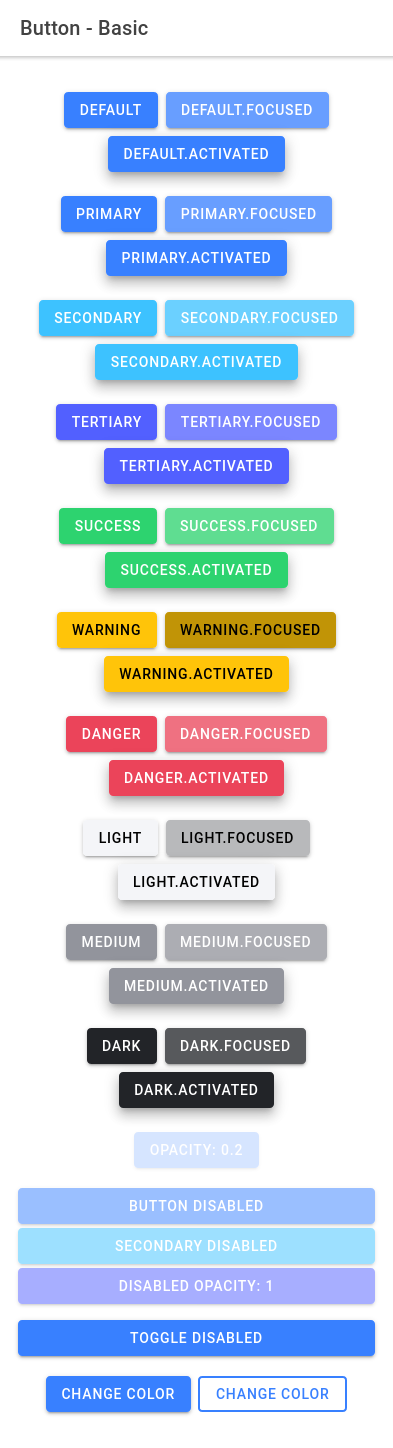 Button - Basic
DEFAULT DEFAULT.FOCUSED
DEFAULT.ACTIVATED
PRIMARY PRIMARY.FOCUSED
PRIMARY.ACTIVATED
SECONDARY SECONDARY.FOCUSED
SECONDARY.ACTIVATED
TERTIARY TERTIARY.FOCUSED
TERTIARY.ACTIVATED
SUCCESS SUCCESS.FOCUSED
SUCCESS.ACTIVATED
WARNING WARNING.FOCUSED
WARNING.ACTIVATED
DANGER DANGER.FOCUSED
DANGER.ACTIVATED
LIGHT LIGHT.FOCUSED
LIGHT.ACTIVATED
MEDIUM MEDIUM.FOCUSED
MEDIUM.ACTIVATED
DARK DARK.FOCUSED
DARK.ACTIVATED
OPACITY: 0.2
BUTTON DISABLED
SECONDARY DISABLED
DISABLED OPACITY: 1
TOGGLE DISABLED
CHANGE COLOR CHANGE COLOR